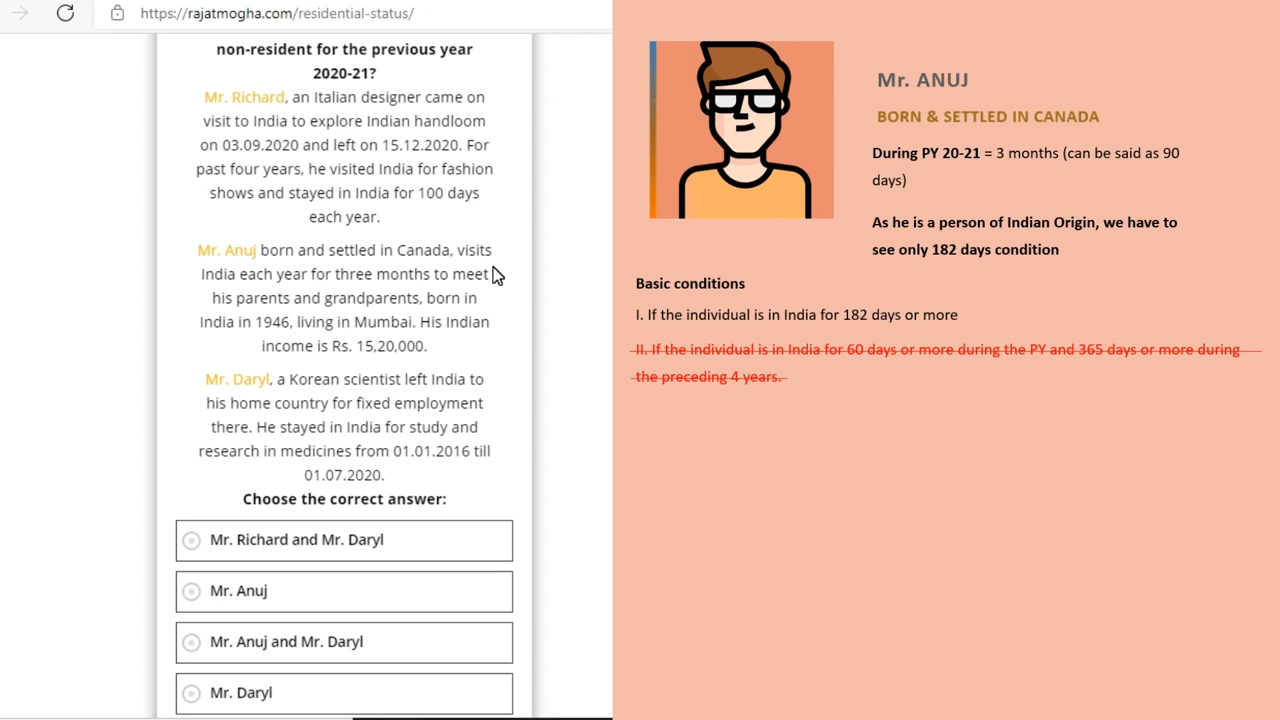 https://rajatmogha.com/residential-status/
non-resident for the previous year
2020-21?
Mr. Richard, an Italian designer came on
visit to India to explore Indian handloom
on 03.09.2020 and left on 15.12.2020. For
past four years, he visited India for fashion
shows and stayed in India for 100 days
each year.
Mr. Anuj born and settled in Canada, visits
India each year for three months to meet
his parents and grandparents, born in
India in 1946, living in Mumbai. His Indian
income is Rs. 15,20,000.
Mr. Daryl, a Korean scientist left India to
his home country for fixed employment
there. He stayed in India for study and
research in medicines from 01.01.2016 till
01.07.2020.
Choose the correct answer:
Mr. Richard and Mr. Daryl
Mr. Anuj
Mr. Anuj and Mr. Daryl
Mr. Daryl
Mr. ANUJ
BORN & SETTLED IN CANADA
During PY 20-21 = 3 months (can be said as 90
days)
As he is a person of Indian Origin, we have to
see only 182 days condition
Basic conditions
I. If the individual is in India for 182 days or more
II. If the individual is in India for 60 days or more during the PY and 365 days or more during
the preceding 4 years.